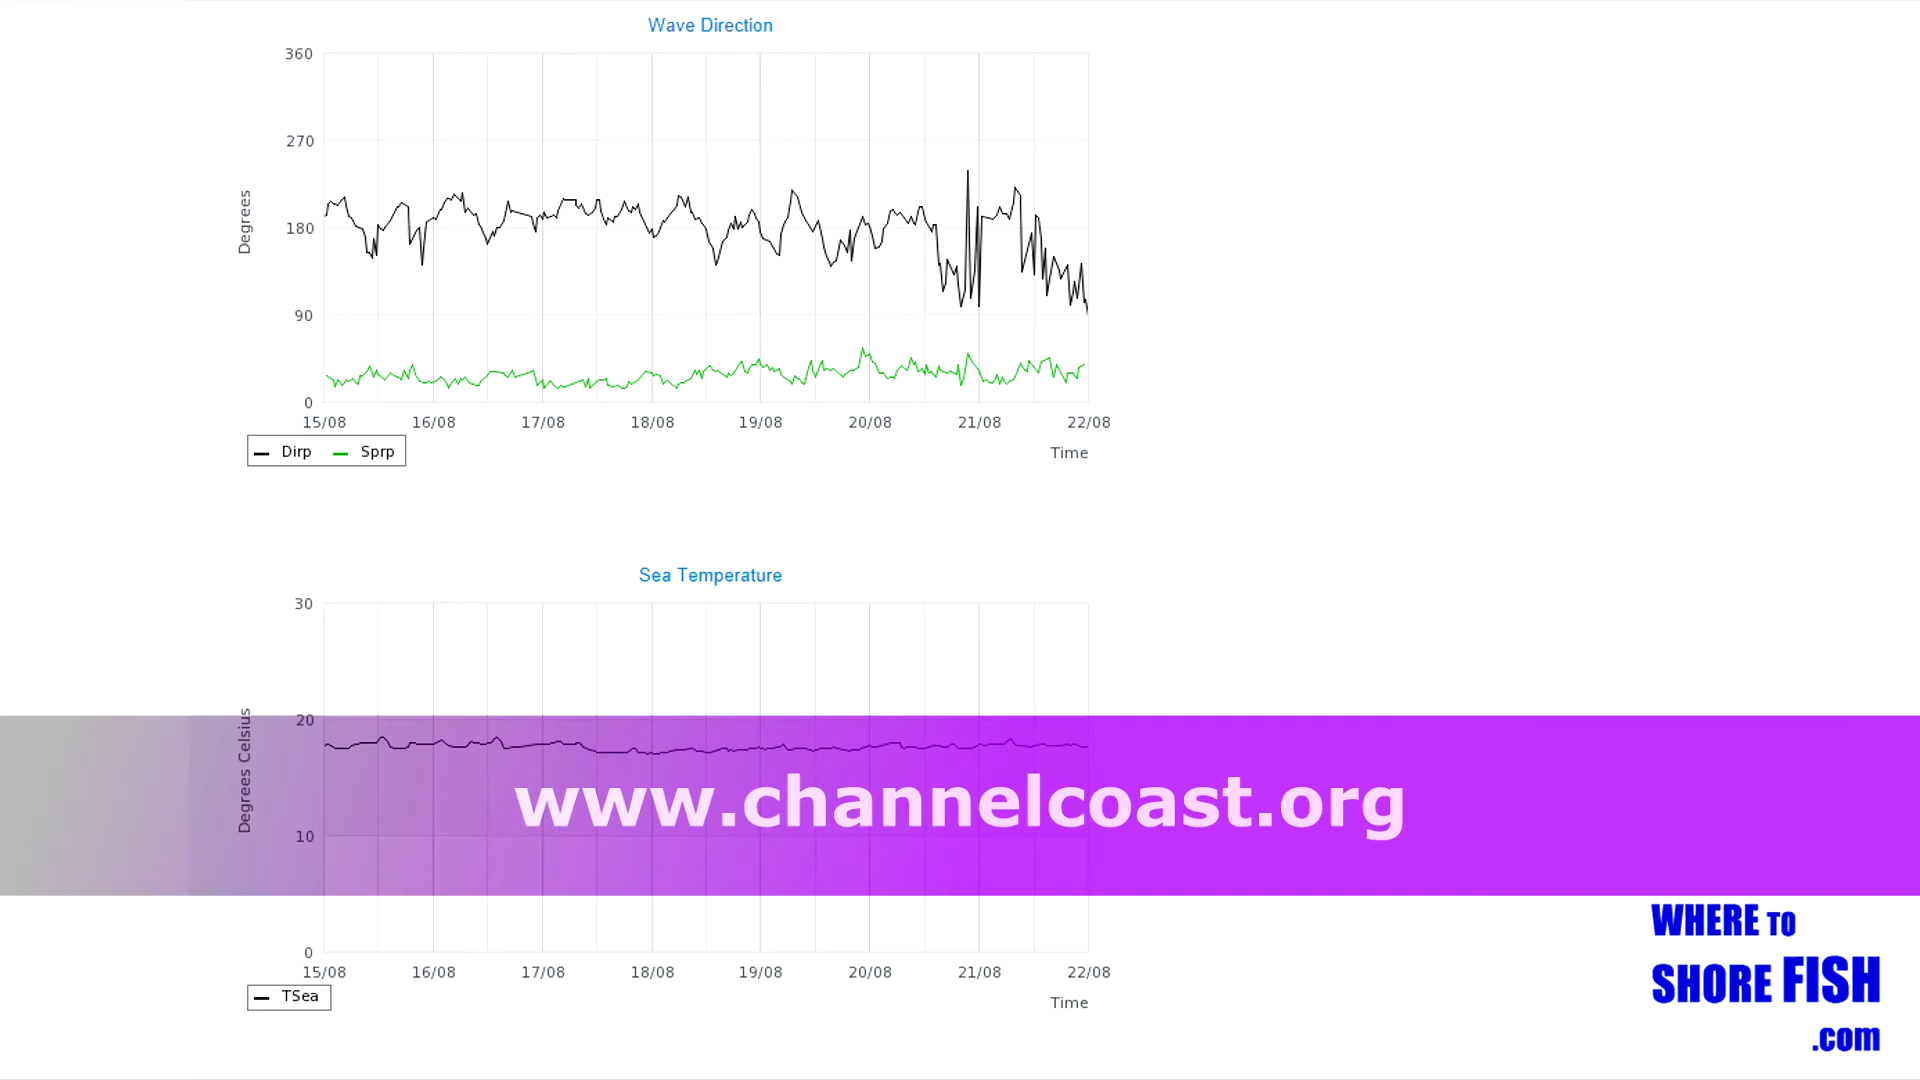 Wave Direction
360
270
180
90
0
Degrees
15/08 16/08 17/08 18/08 19/08 20/08 21/08 22/08
Dirp Sprp
Time
Sea Temperature
30
20
10
0
Degrees Celsius
www.channelcoast.org
15/08 16/08 17/08 18/08 19/08 20/08 21/08 22/08
TSea
Time
WHERE TO
SHORE FISH
.com